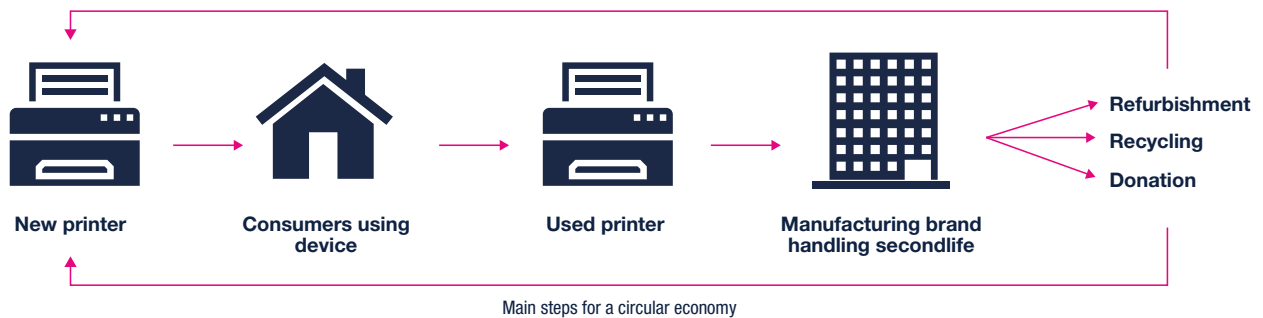 Refurbishment
Recycling
Donation
New printer
Consumers using
device
Used printer
Manufacturing brand
handling secondlife
Main steps for a circular economy